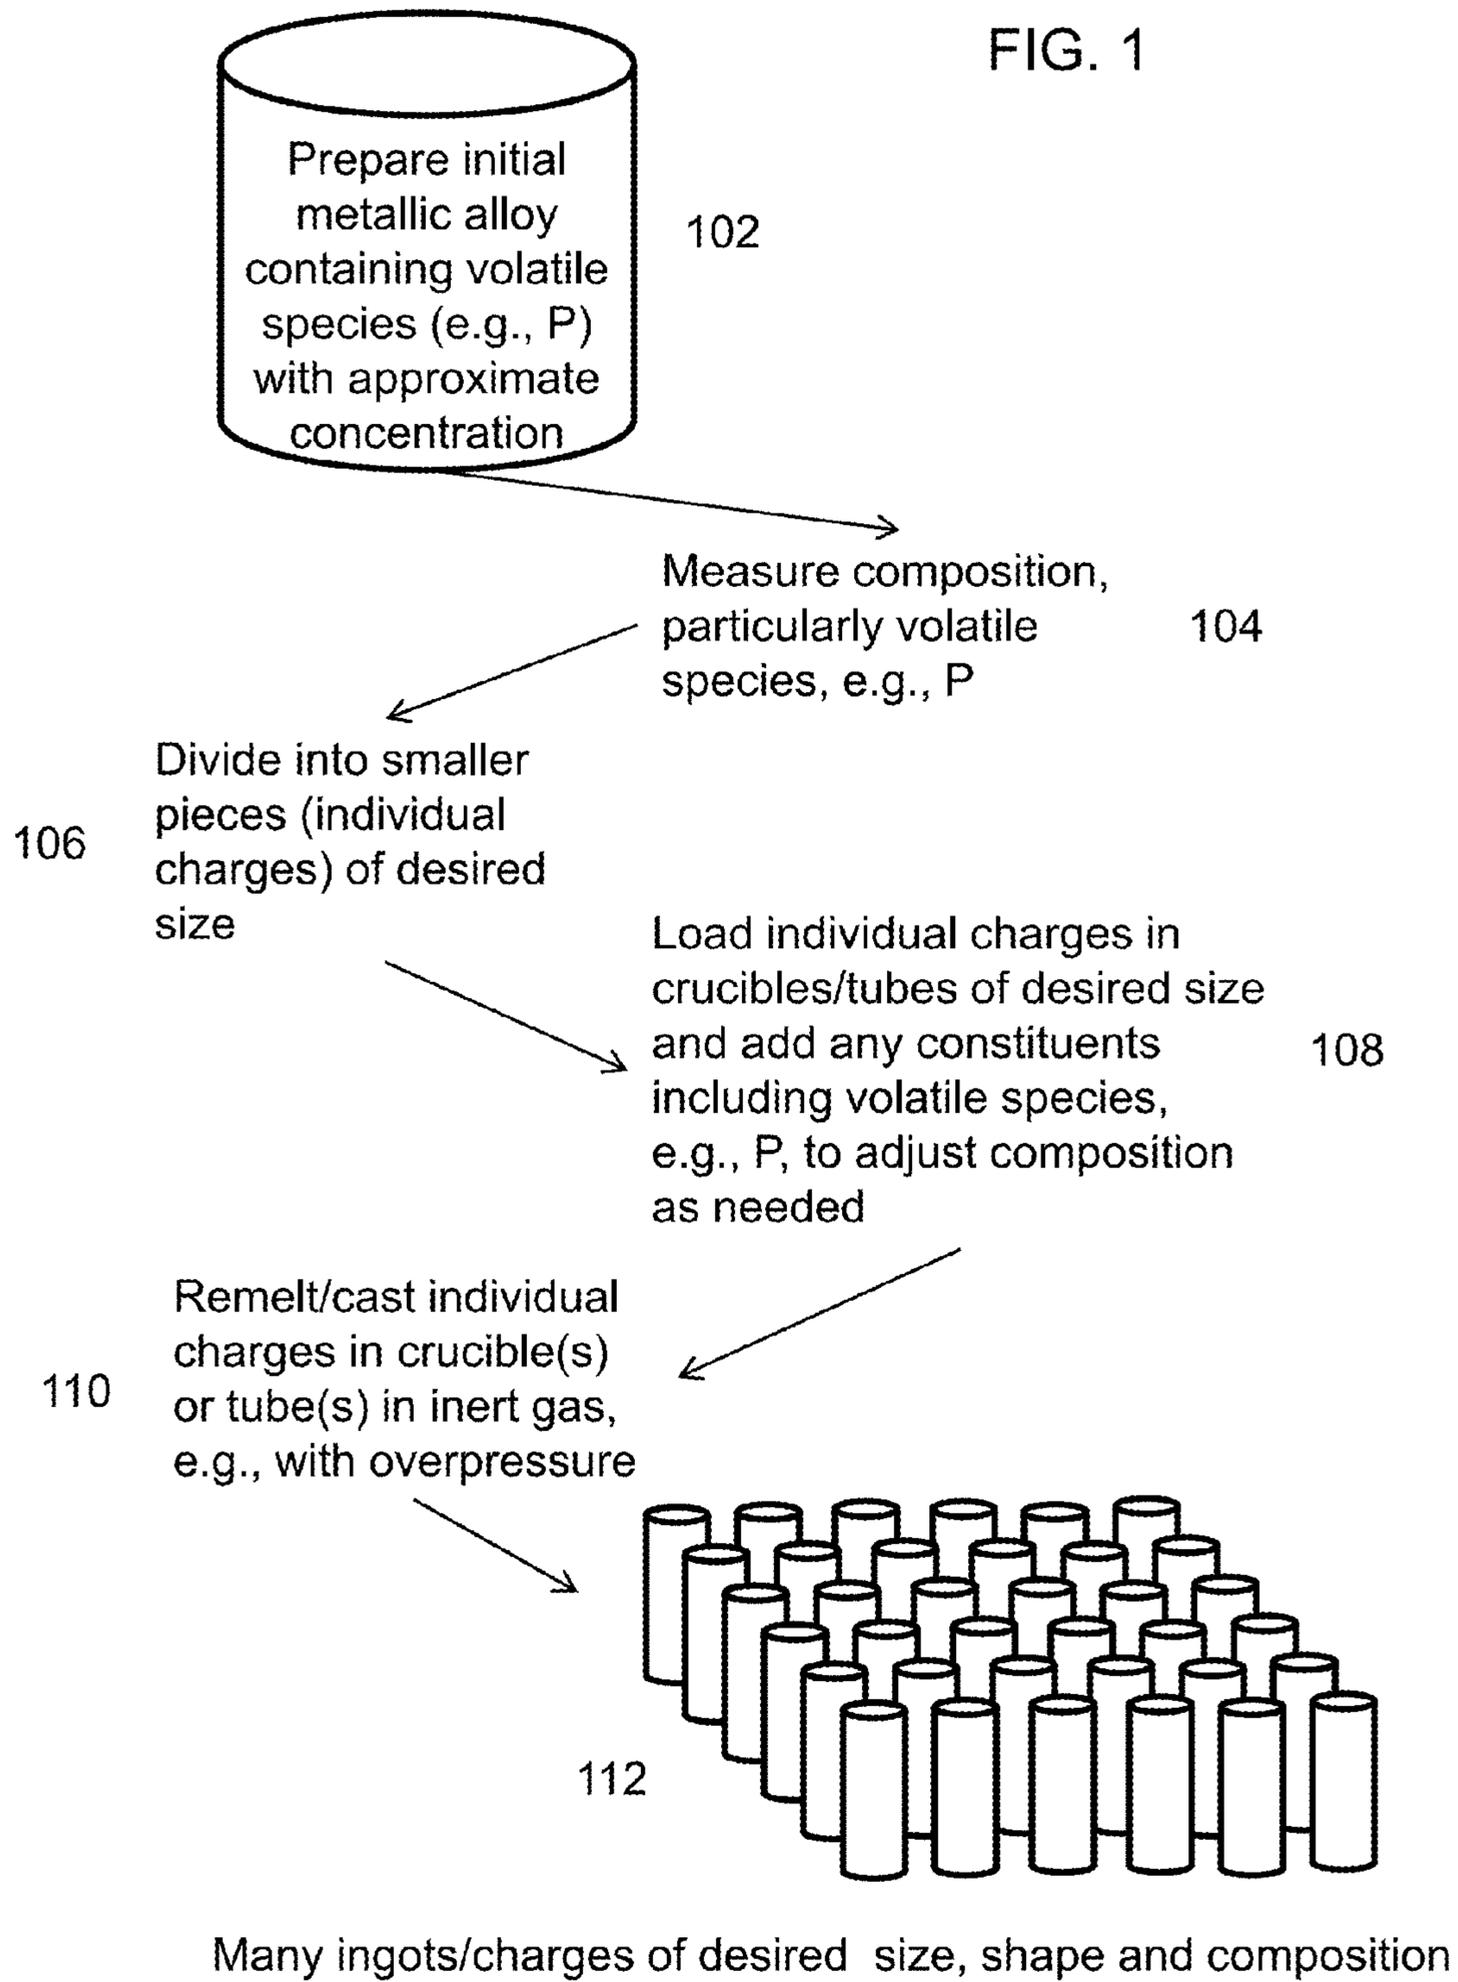 FIG. 1
Prepare initial
metallic alloy
containing volatile
species (e.g., P)
with approximate
concentration
102
Measure composition,
particularly volatile
species, e.g., P
104
Divide into smaller
pieces (individual
charges) of desired
size
106
Load individual charges in
crucibles/tubes of desired size
and add any constituents
including volatile species,
e.g., P, to adjust composition
as needed
108
Remelt/cast individual
charges in crucible(s)
or tube(s) in inert gas,
e.g., with overpressure
110
112
Many ingots/charges of desired size, shape and composition